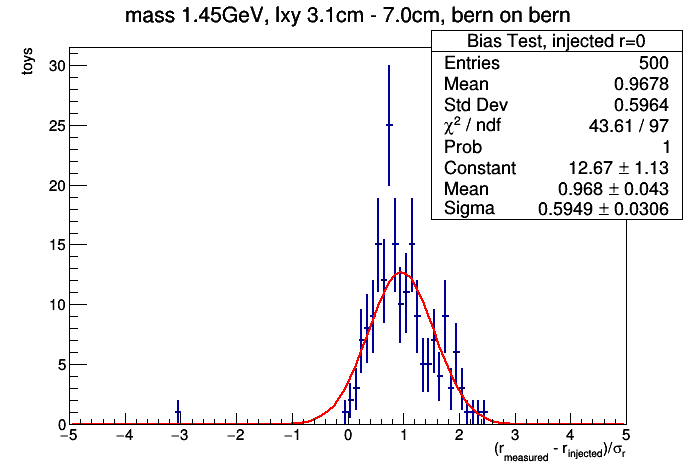 mass 1.45GeV, lxy 3.1cm - 7.0cm, bern on bern
toys
Bias Test, injected r=0
Entries 500
Mean 0.9678
Std Dev 0.5964
χ² / ndf 43.61 / 97
Prob 1
Constant 12.67 ± 1.13
Mean 0.968 ± 0.043
Sigma 0.5949 ± 0.0306
30
25
20
15
10
5
0
−5 −4 −3 −2 −1 0 1 2 3 4 5
(r_measured - r_injected)/σ_r